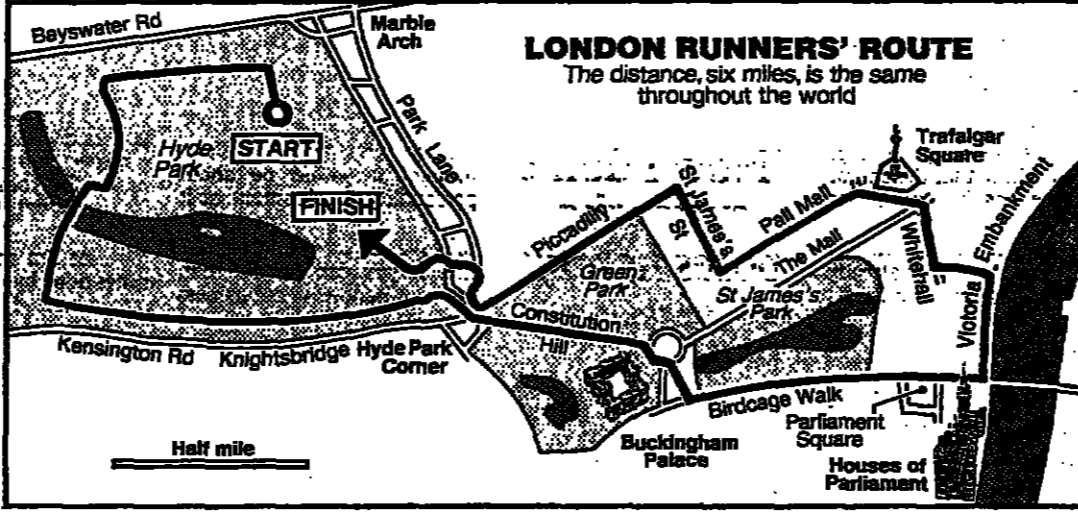 LONDON RUNNERS' ROUTE
The distance, six miles, is the same
throughout the world
Bayswater Rd
Marble
Arch
Park Lane
Hyde
Park
START
FINISH
Trafalgar
Square
Embankment
Victoria
St James's
St
Piccadilly
Pall Mall
The Mall
Whitehall
Green
Park
St James's
Park
Constitution
Hill
Kensington Rd
Knightsbridge
Hyde Park
Corner
Birdcage Walk
Buckingham
Palace
Parliament
Square
Houses of
Parliament
Half mile